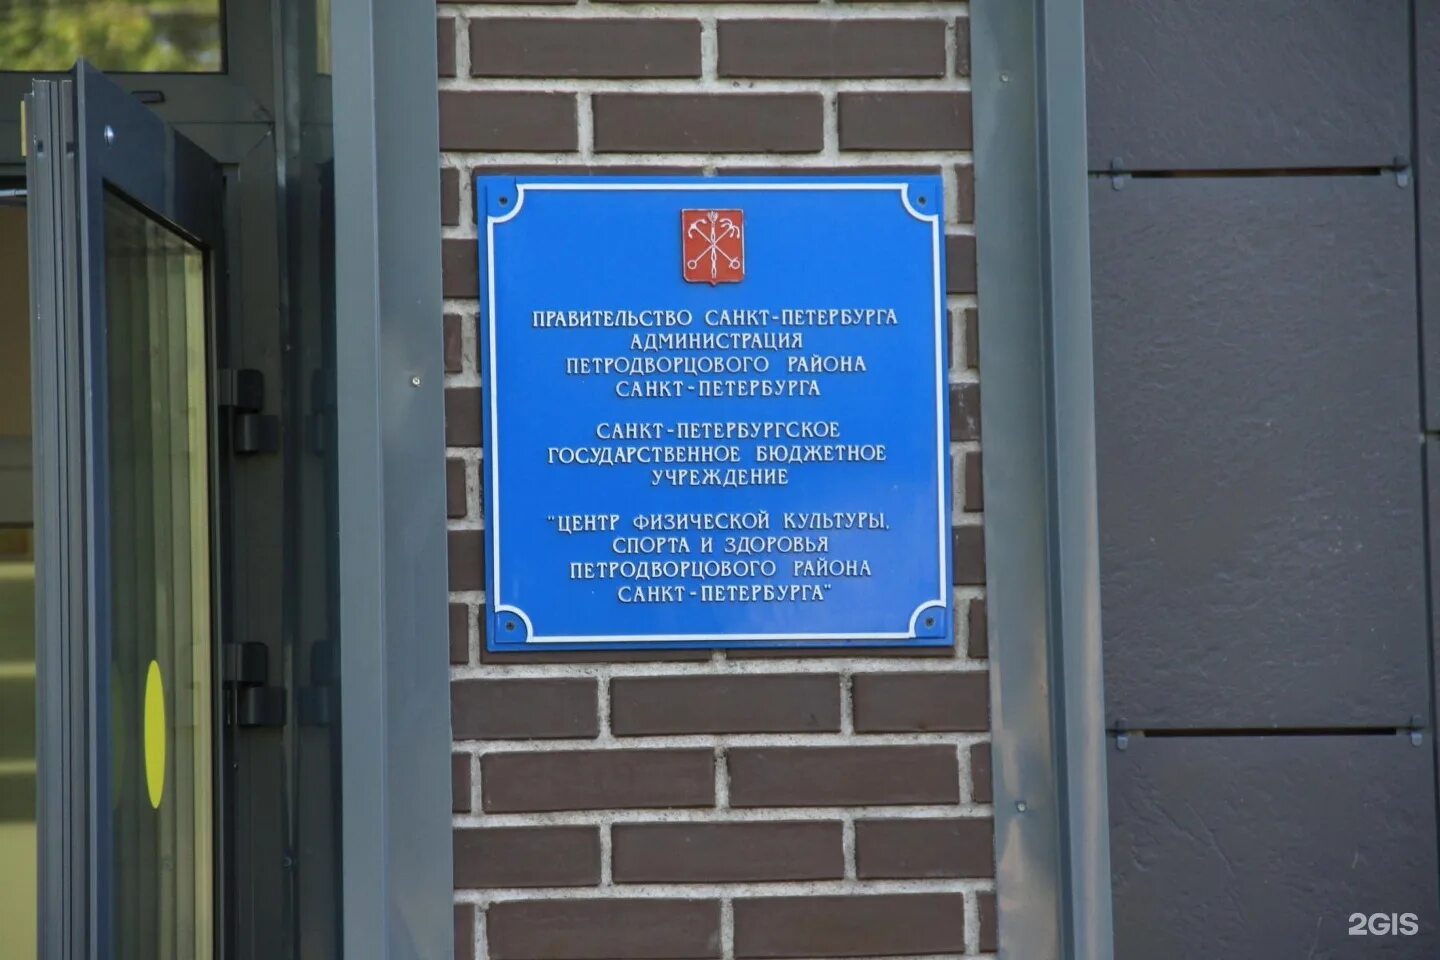 ПРАВИТЕЛЬСТВО САНКТ-ПЕТЕРБУРГА
АДМИНИСТРАЦИЯ
ПЕТРОДВОРЦОВОГО РАЙОНА
САНКТ-ПЕТЕРБУРГА
САНКТ-ПЕТЕРБУРГСКОЕ
ГОСУДАРСТВЕННОЕ БЮДЖЕТНОЕ
УЧРЕЖДЕНИЕ
"ЦЕНТР ФИЗИЧЕСКОЙ КУЛЬТУРЫ,
СПОРТА И ЗДОРОВЬЯ
ПЕТРОДВОРЦОВОГО РАЙОНА
САНКТ-ПЕТЕРБУРГА"
2GIS